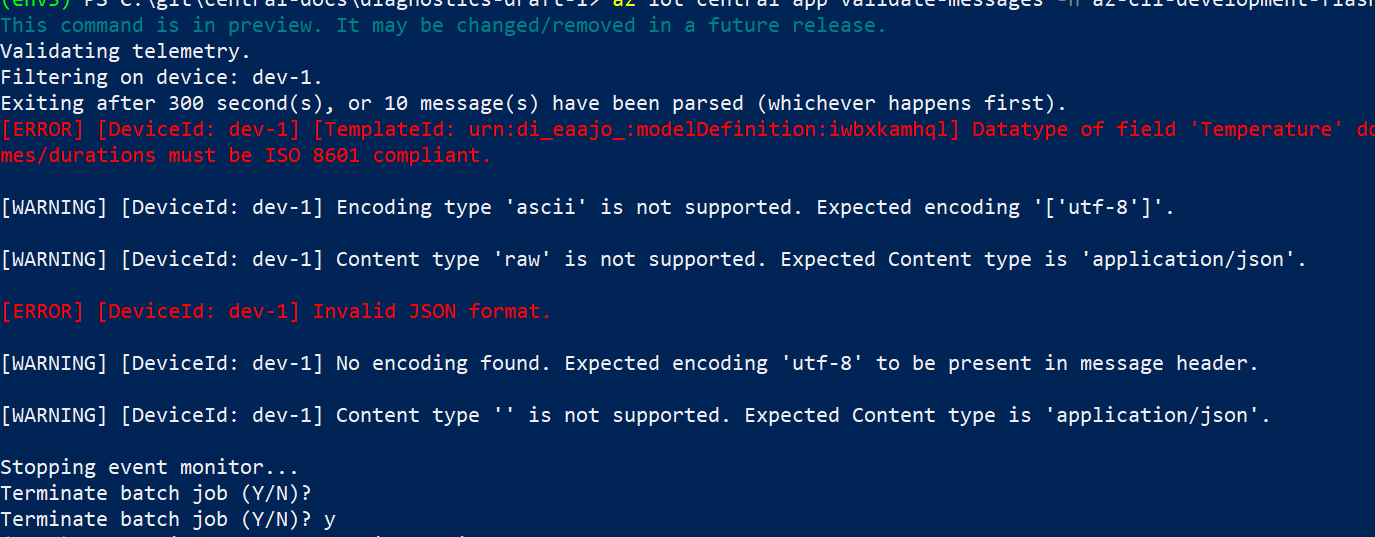 (env3) PS C:\git\central-docs\diagnostics-draft-1> az iot central app validate-messages -n az-cli-development-flash
This command is in preview. It may be changed/removed in a future release.
Validating telemetry.
Filtering on device: dev-1.
Exiting after 300 second(s), or 10 message(s) have been parsed (whichever happens first).
[ERROR] [DeviceId: dev-1] [TemplateId: urn:di_eaajo_:modelDefinition:iwbxkamhql] Datatype of field 'Temperature' do
mes/durations must be ISO 8601 compliant.
[WARNING] [DeviceId: dev-1] Encoding type 'ascii' is not supported. Expected encoding '['utf-8']'.
[WARNING] [DeviceId: dev-1] Content type 'raw' is not supported. Expected Content type is 'application/json'.
[ERROR] [DeviceId: dev-1] Invalid JSON format.
[WARNING] [DeviceId: dev-1] No encoding found. Expected encoding 'utf-8' to be present in message header.
[WARNING] [DeviceId: dev-1] Content type '' is not supported. Expected Content type is 'application/json'.
Stopping event monitor...
Terminate batch job (Y/N)?
Terminate batch job (Y/N)? y